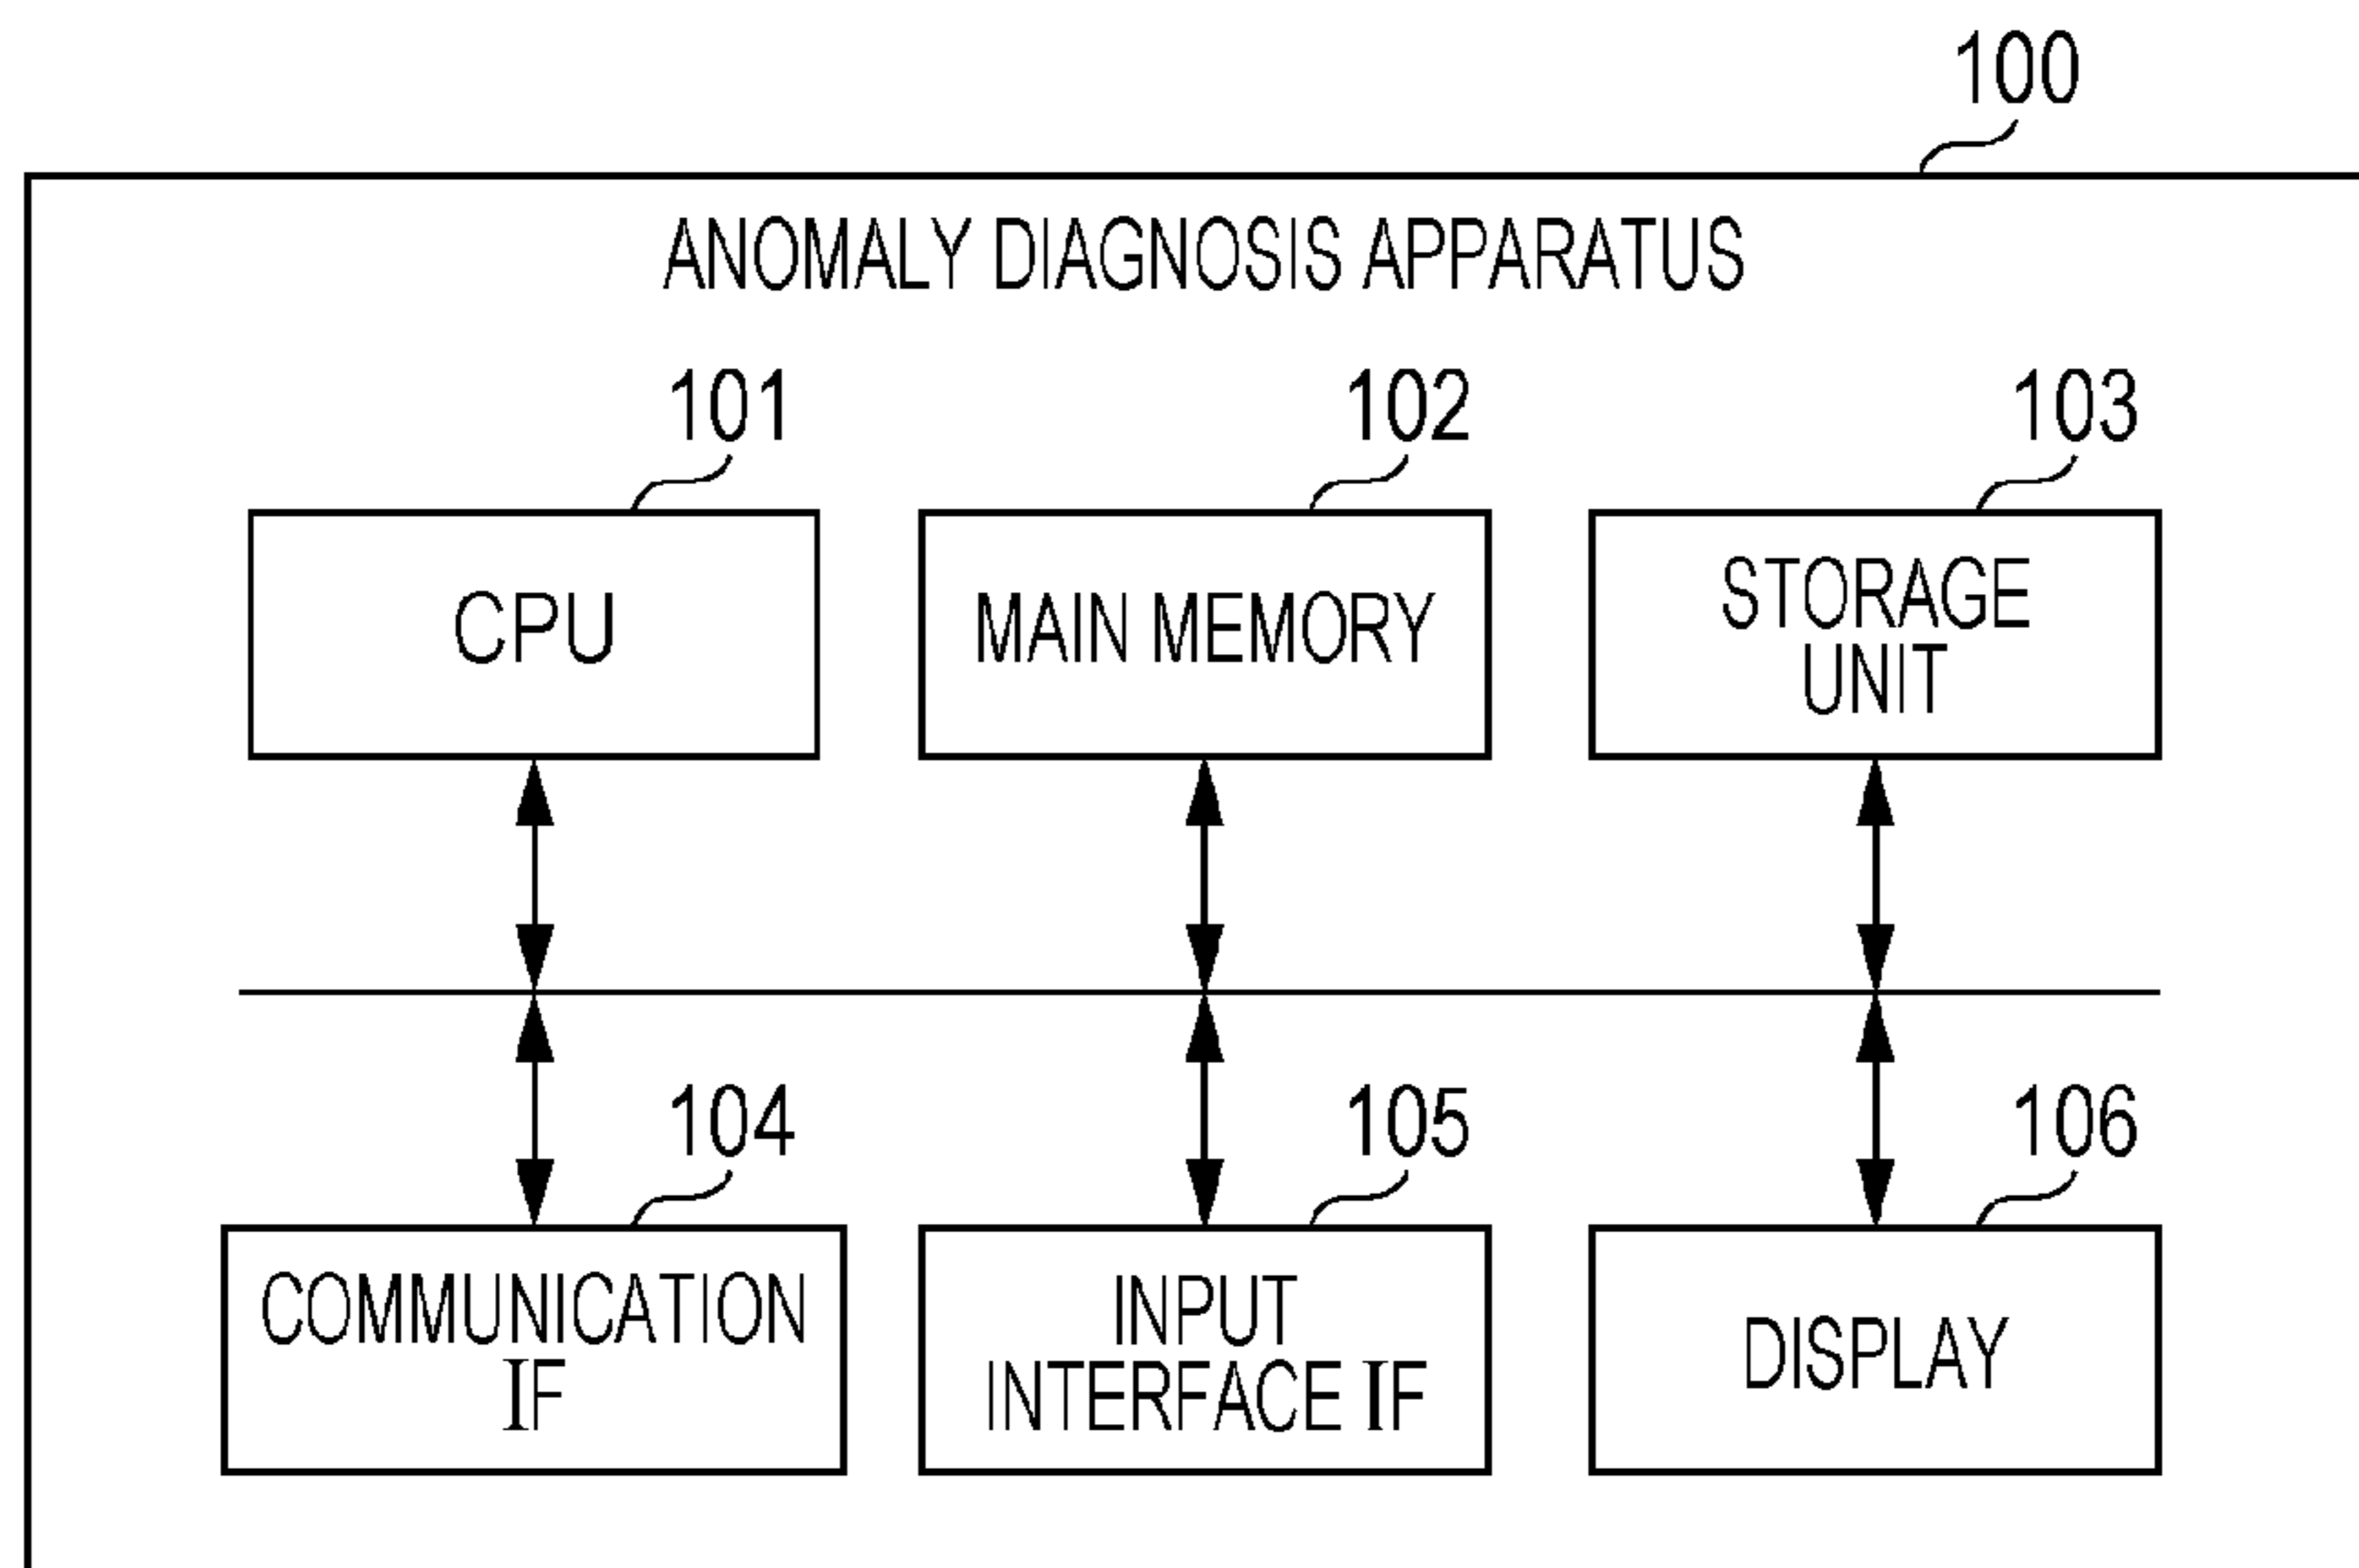 100
ANOMALY DIAGNOSIS APPARATUS
101
102
103
CPU
MAIN MEMORY
STORAGE
UNIT
104
105
106
COMMUNICATION
IF
INPUT
INTERFACE IF
DISPLAY